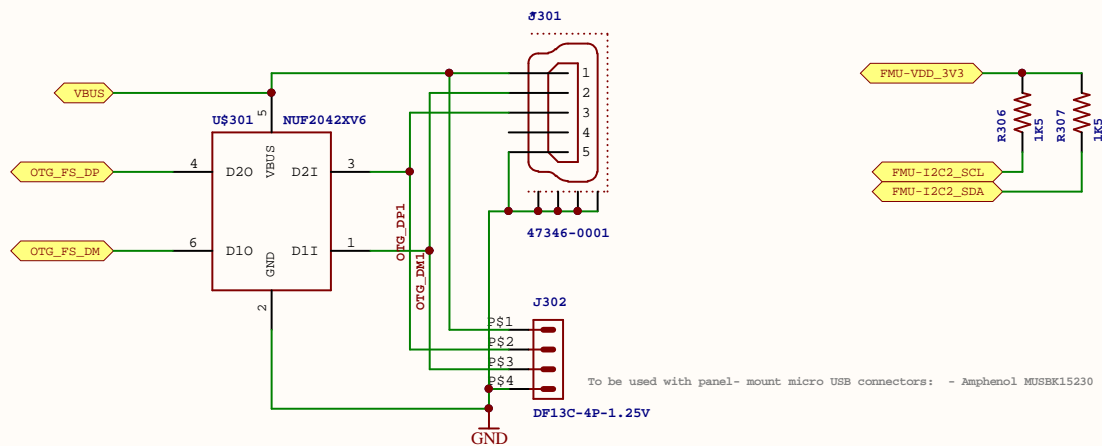 J301
VBUS
FMU-VDD_3V3
1
2
3
4
5
5
U$301
NUF2042XV6
VBUS
R306
1K5
R307
1K5
OTG_FS_DP
4
D2O
D2I
3
FMU-I2C2_SCL
FMU-I2C2_SDA
OTG_DP1
47346-0001
OTG_FS_DM
6
D1O
GND
D1I
1
OTG_DM1
2
J302
P$1
P$2
P$3
P$4
To be used with panel- mount micro USB connectors:  - Amphenol MUSBK15230
DF13C-4P-1.25V
GND